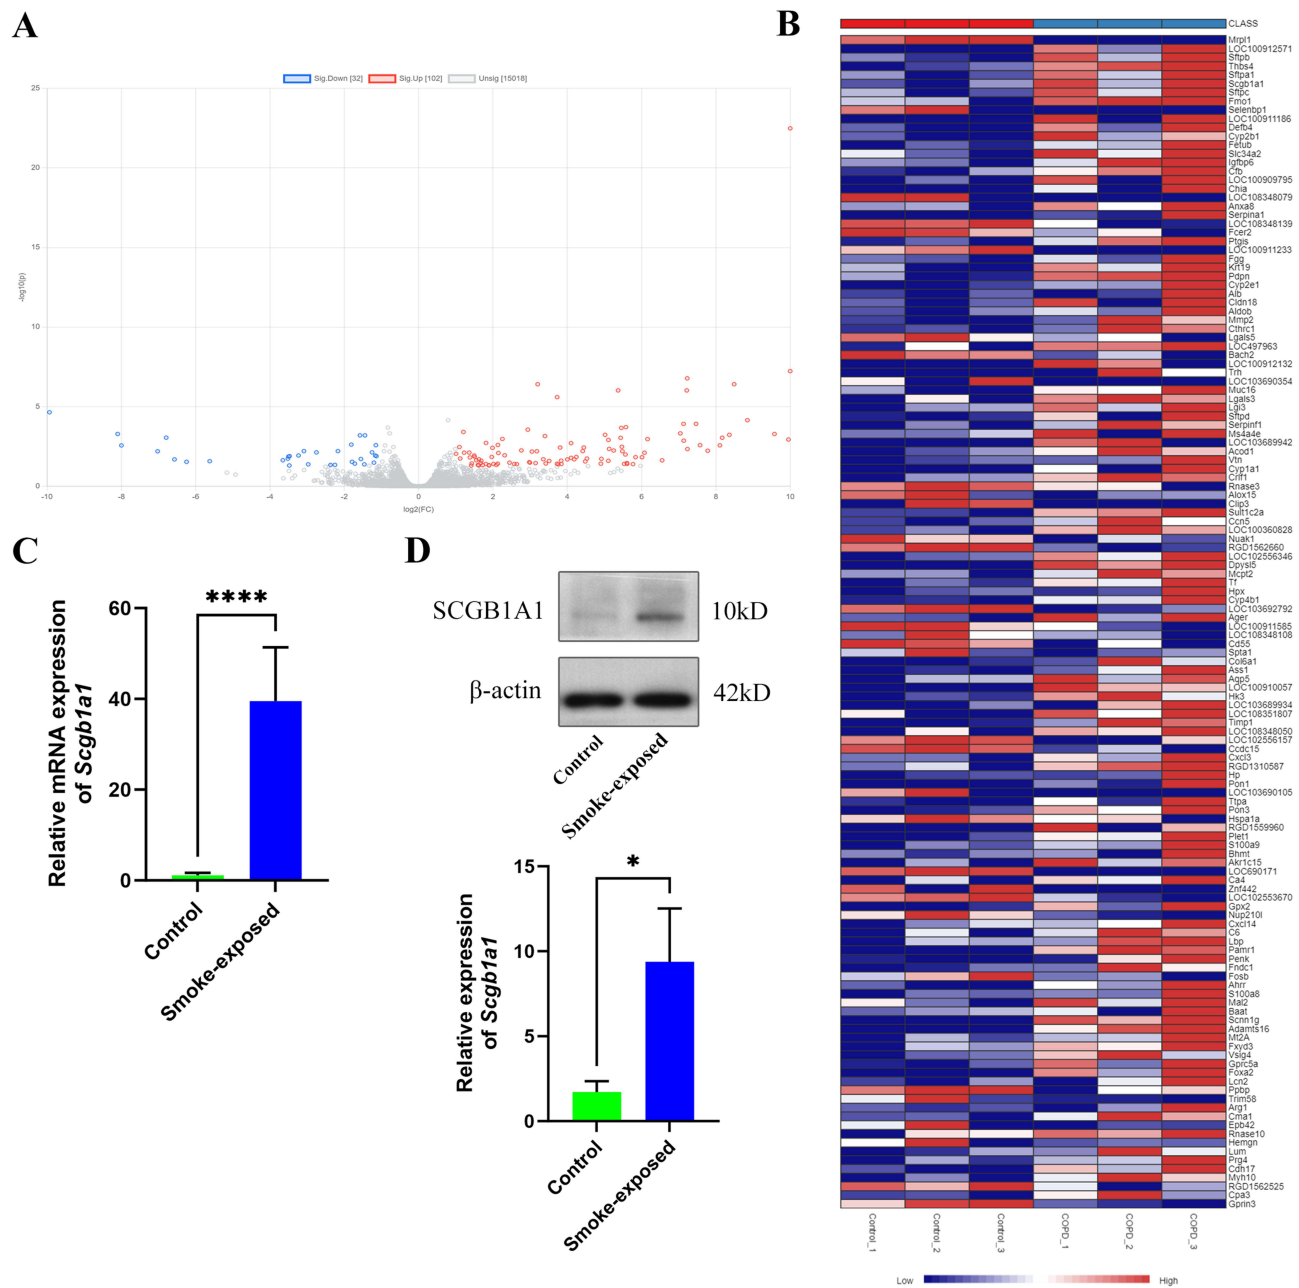 A
Sig.Down [32] Sig.Up [102] Unsig [15018]
25
20
15
10
5
0
-log10(p)
-10 -8 -6 -4 -2 0 2 4 6 8 10
log2(FC)
B
CLASS
Mrpl1
LOC100912571
Sftpb
Thbs4
Sftpa1
Scgb1a1
Sftpc
Fmo1
Selenbp1
LOC100911186
Defb4
Cyp2b1
Fetub
Slc34a2
Igfbp6
Cfb
LOC100909795
Chia
LOC108348079
Anxa8
Serpina1
LOC108348139
Fcer2
Ptgis
LOC100911233
Fgg
Krt19
Pdpn
Cyp2e1
Alb
Cldn18
Aldob
Mmp2
Cthrc1
Lgals5
LOC497963
Bach2
LOC100912132
Trh
LOC103690354
Muc16
Lgals3
Lgi3
Sftpd
Serpinf1
Ms4a4e
LOC103689942
Acod1
Vtn
Cyp1a1
Crlf1
Rnase3
Alox15
Clip3
Sult1c2a
Ccn5
LOC100360828
Nuak1
RGD1562660
LOC102556346
Dpysl5
Mcpt2
Tf
Hpx
Cyp4b1
LOC103692792
Ager
LOC100911585
LOC108348108
Cd55
Spta1
Col6a1
Ass1
Aqp5
LOC100910057
Hk3
LOC103689934
LOC108351807
Timp1
LOC108348050
LOC102556157
Ccdc15
Cxcl3
RGD1310587
Hp
Pon1
LOC103690105
Ttpa
Pon3
Hspa1a
RGD1559960
Plet1
S100a9
Bhmt
Akr1c15
LOC690171
Ca4
Znf442
LOC102553670
Gpx2
Nup210l
Cxcl14
C6
Lbp
Pamr1
Penk
Fndc1
Fosb
Ahrr
S100a8
Mal2
Baat
Scnn1g
Adamts16
Mt2A
Fxyd3
Vsig4
Gprc5a
Foxa2
Lcn2
Ppbp
Trim58
Arg1
Cma1
Epb42
Rnase10
Hemgn
Lum
Prg4
Cdh17
Myh10
RGD1562525
Cpa3
Gprin3
Control_1 Control_2 Control_3 COPD_1 COPD_2 COPD_3
Low High
C
Relative mRNA expression
of Scgb1a1
60
40
20
0
****
Control
Smoke-exposed
D
SCGB1A1 10kD
β-actin 42kD
Control
Smoke-exposed
Relative expression
of Scgb1a1
15
10
5
0
*
Control
Smoke-exposed